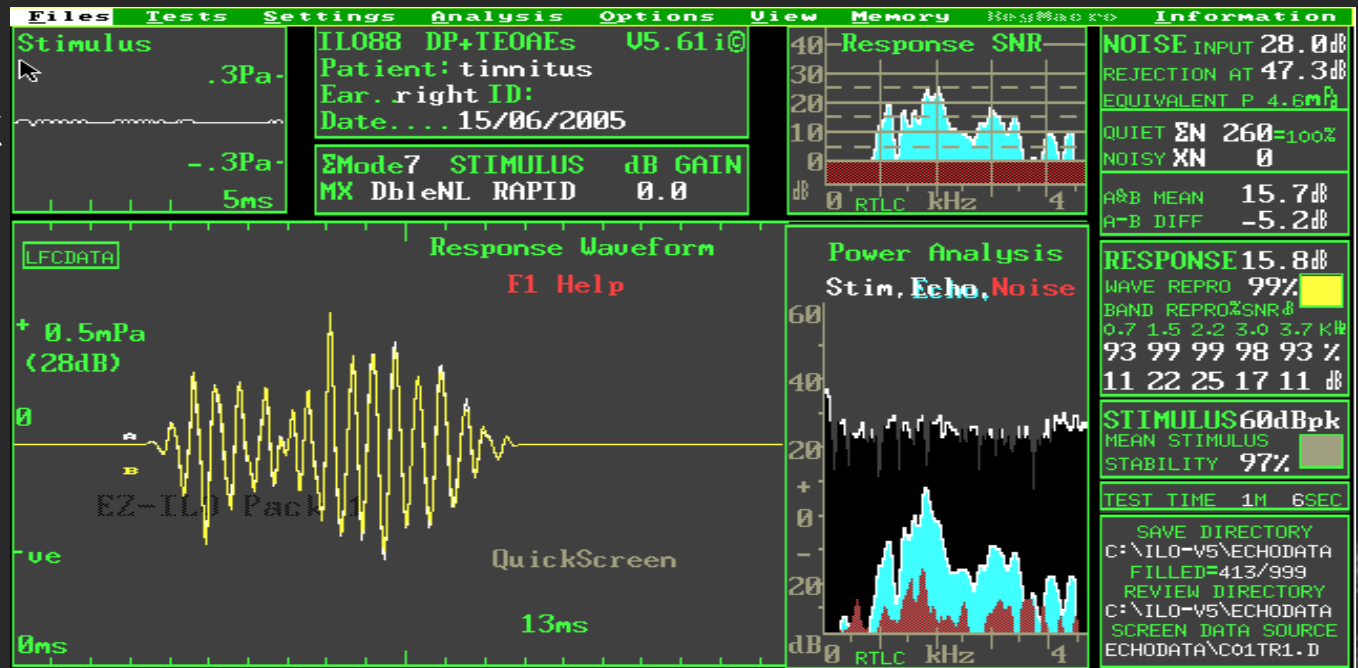 Files Tests Settings Analysis Options View Memory RegMacro Information
Stimulus
.3Pa-
-.3Pa-
5ms
ILO88 DP+TEOAEs V5.61i©
Patient: tinnitus
Ear..right ID:
Date....15/06/2005
ΣMode7 STIMULUS dB GAIN
MX DbleNL RAPID 0.0
Response SNR
40
30
20
10
0
dB 0 RTLC kHz 4
NOISE INPUT 28.0dB
REJECTION AT 47.3dB
EQUIVALENT P 4.6mPa
QUIET ΣN 260=100%
NOISY XN 0
A&B MEAN 15.7dB
A-B DIFF -5.2dB
LFCDATA
Response Waveform
F1 Help
+ 0.5mPa
(28dB)
0
A
B
EZ-ILO Pack 1
-ve
QuickScreen
13ms
0ms
Power Analysis
Stim,Echo,Noise
60
40
20
+
0
-
20
dB 0 RTLC kHz 4
RESPONSE 15.8dB
WAVE REPRO 99%
BAND REPRO%SNR dB
0.7 1.5 2.2 3.0 3.7 KHz
93 99 99 98 93 %
11 22 25 17 11 dB
STIMULUS 60dBpk
MEAN STIMULUS
STABILITY 97%
TEST TIME 1M 6SEC
SAVE DIRECTORY
C:\ILO-V5\ECHODATA
FILLED=413/999
REVIEW DIRECTORY
C:\ILO-V5\ECHODATA
SCREEN DATA SOURCE
ECHODATA\C01TR1.D